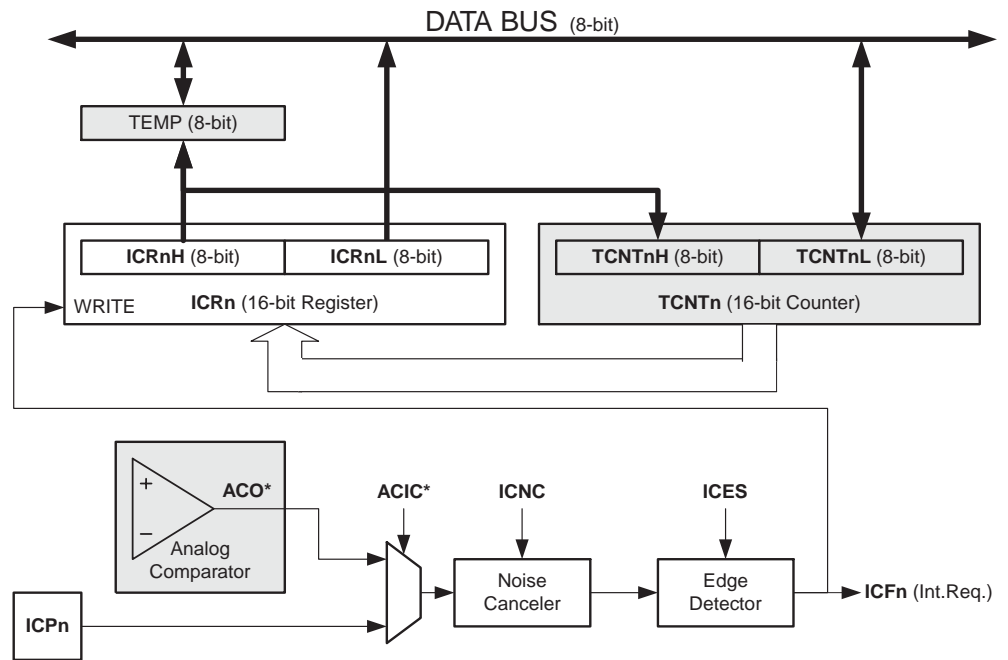 DATA BUS (8-bit)
TEMP (8-bit)
ICRnH (8-bit) ICRnL (8-bit)
TCNTnH (8-bit) TCNTnL (8-bit)
WRITE
ICRn (16-bit Register)
TCNTn (16-bit Counter)
+
−
ACO*
Analog
Comparator
ACIC*
ICNC
ICES
Noise
Canceler
Edge
Detector
ICFn (Int.Req.)
ICPn